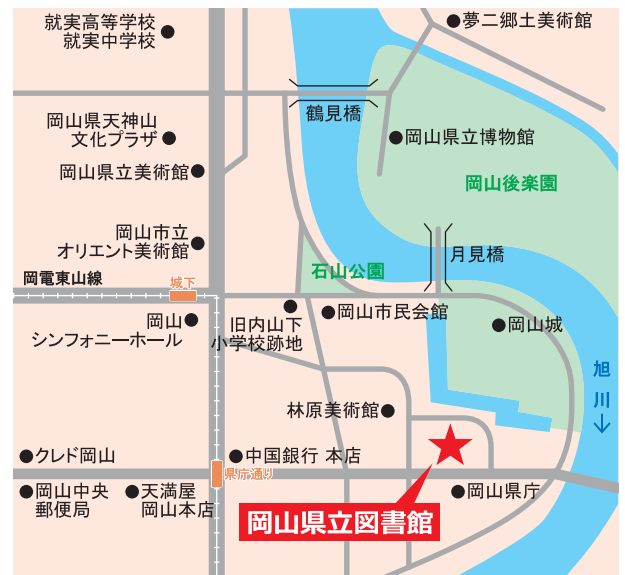 就実高等学校
就実中学校
夢二郷土美術館
鶴見橋
岡山県天神山
文化プラザ
岡山県立博物館
岡山県立美術館
岡山後楽園
岡山市立
オリエント美術館
月見橋
石山公園
岡電東山線
城下
岡山
シンフォニーホール
旧内山下
小学校跡地
岡山市民会館
岡山城
旭
川
林原美術館
クレド岡山
中国銀行 本店
県庁通り
岡山中央
郵便局
天満屋
岡山本店
岡山県庁
岡山県立図書館